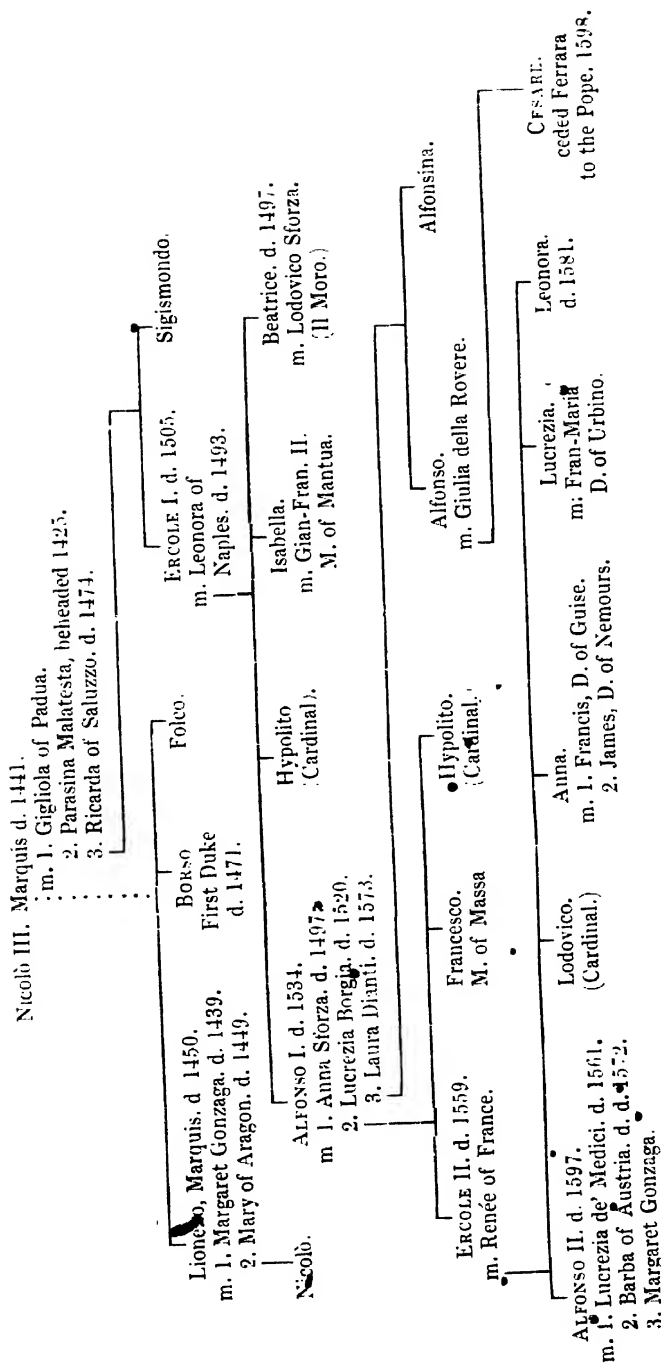 Nicolò III. Marquis d. 1441.
m. 1. Gigliola of Padua.
2. Parasina Malatesta, beheaded 1425.
3. Ricarda of Saluzzo. d. 1474.
Lionello, Marquis. d 1450.
m. 1. Margaret Gonzaga. d. 1439.
2. Mary of Aragon. d. 1449.
BORSO
First Duke
d. 1471.
Folco.
ERCOLE I. d. 1505.
m. Leonora of
Naples. d. 1493.
Sigismondo.
Nicolò.
ALFONSO I. d. 1534.
m 1. Anna Sforza. d. 1497
2. Lucrezia Borgia. d. 1520.
3. Laura Dianti. d. 1573.
Hypolito
(Cardinal).
Isabella.
m. Gian-Fran. II.
M. of Mantua.
Beatrice. d. 1497.
m. Lodovico Sforza.
(Il Moro.)
ERCOLE II. d. 1559.
m. Renée of France.
Francesco.
M. of Massa
Hypolito.
(Cardinal.)
Alfonso.
m. Giulia della Rovere.
Alfonsina.
ALFONSO II. d. 1597.
m. 1. Lucrezia de' Medici. d. 1561.
2. Barba of Austria. d. d. 1572.
3. Margaret Gonzaga.
Lodovico.
(Cardinal.)
Anna.
m. 1. Francis, D. of Guise.
2. James, D. of Nemours.
Lucrezia.
m: Fran-Maria
D. of Urbino.
Leonora.
d. 1581.
CESARE.
ceded Ferrara
to the Pope. 1598.